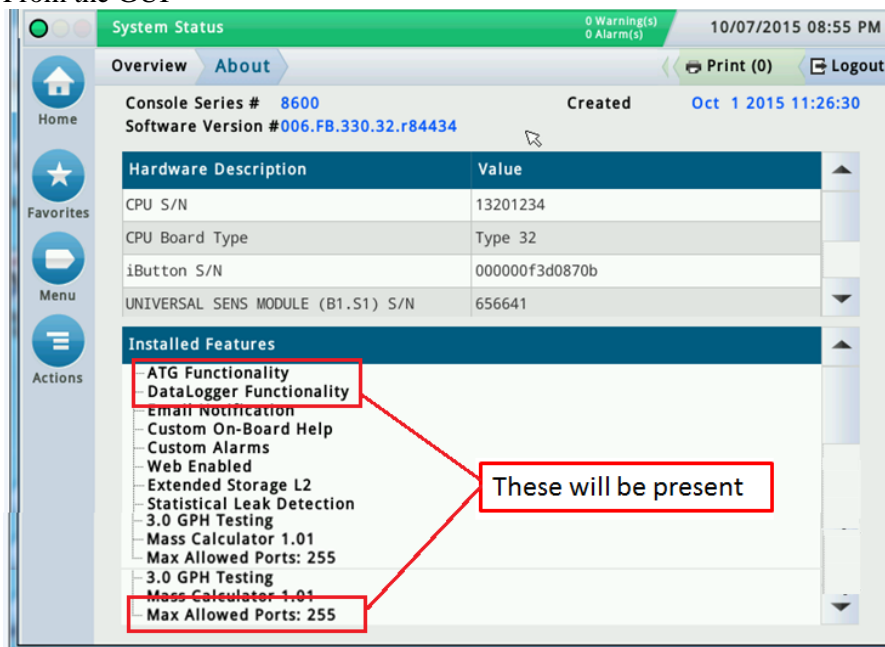 From the GUI
System Status
0 Warning(s)
0 Alarm(s)
10/07/2015 08:55 PM
Overview About
Print (0) Logout
Home
Console Series # 8600 Created Oct 1 2015 11:26:30
Software Version #006.FB.330.32.r84434
Hardware Description Value
Favorites
CPU S/N 13201234
CPU Board Type Type 32
iButton S/N 000000f3d0870b
Menu
UNIVERSAL SENS MODULE (B1.S1) S/N 656641
Installed Features
Actions
ATG Functionality
DataLogger Functionality
Email Notification
Custom On-Board Help
Custom Alarms
Web Enabled
Extended Storage L2
Statistical Leak Detection
3.0 GPH Testing
Mass Calculator 1.01
Max Allowed Ports: 255
3.0 GPH Testing
Mass Calculator 1.01
Max Allowed Ports: 255
These will be present